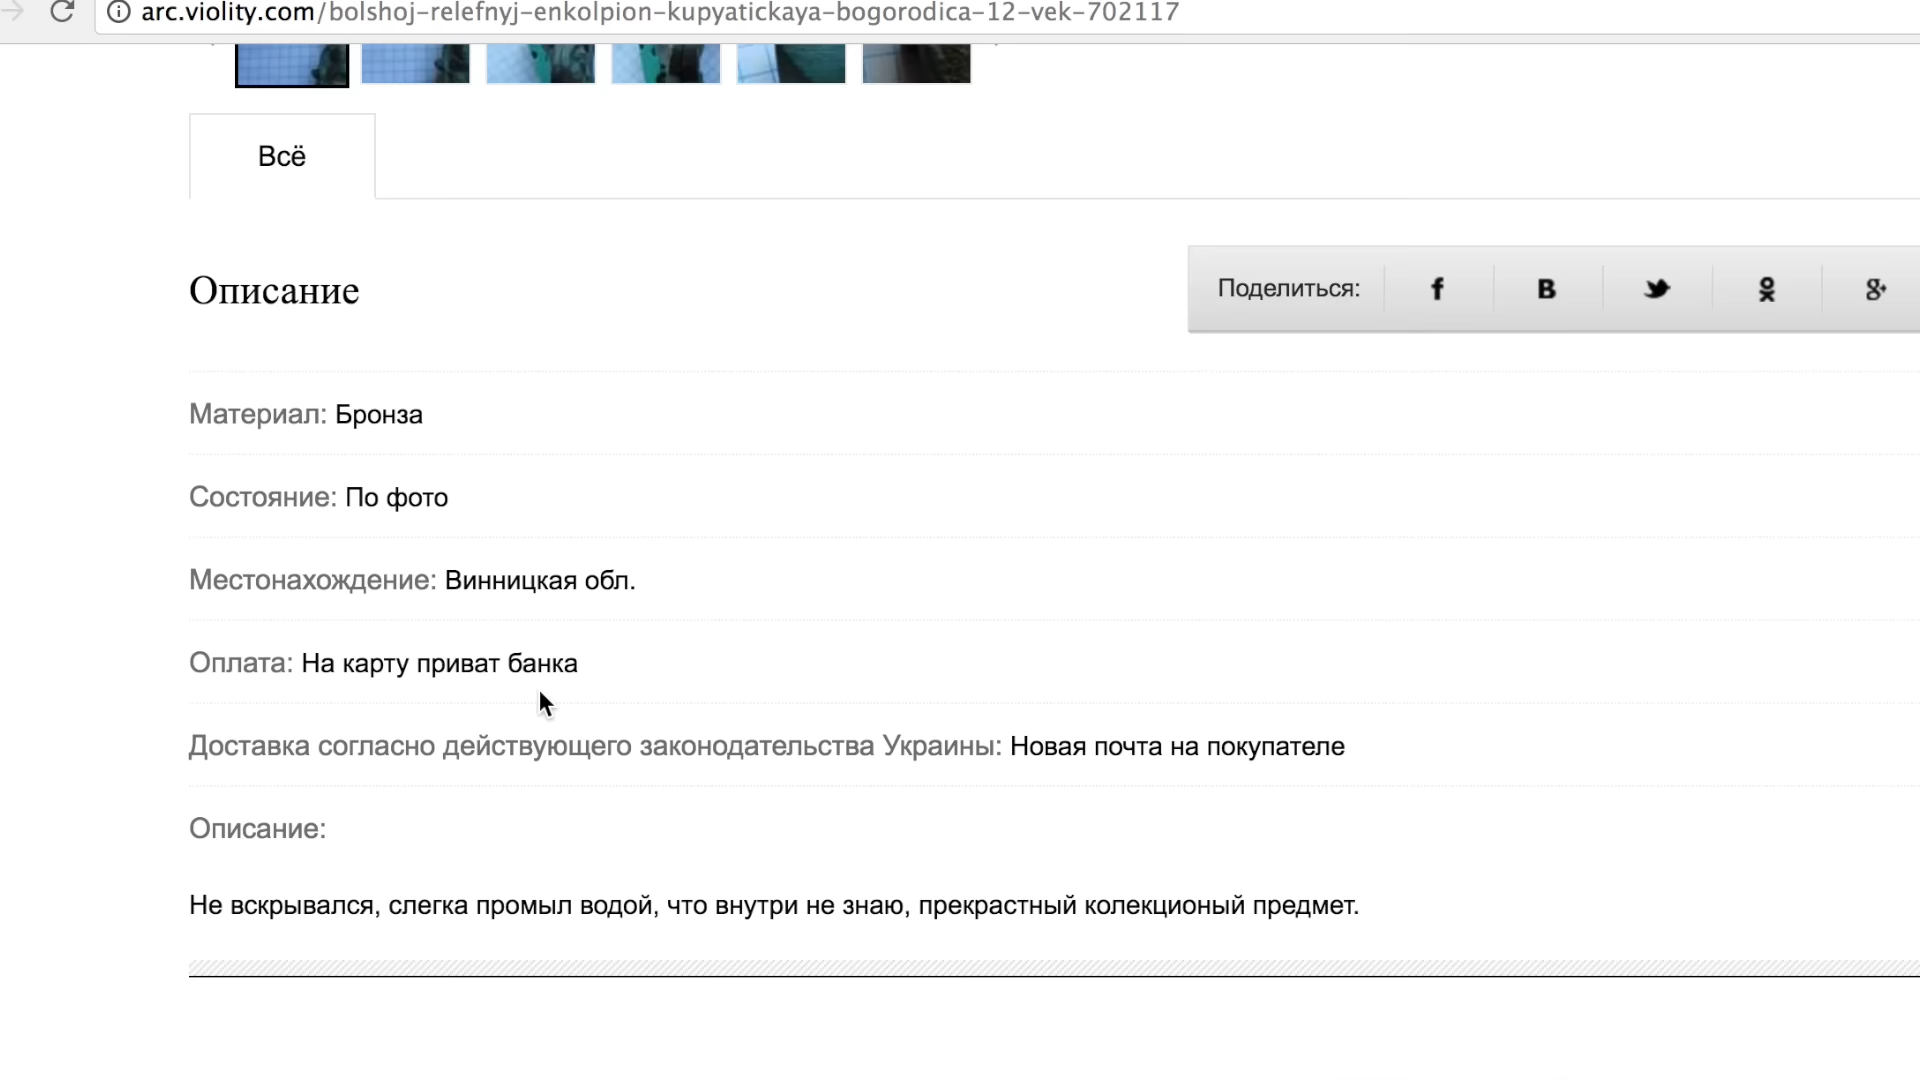 arc.violity.com/bolshoj-relefnyj-enkolpion-kupyatickaya-bogorodica-12-vek-702117
Всё
Описание
Поделиться:
Материал: Бронза
Состояние: По фото
Местонахождение: Винницкая обл.
Оплата: На карту приват банка
Доставка согласно действующего законодательства Украины: Новая почта на покупателе
Описание:
Не вскрывался, слегка промыл водой, что внутри не знаю, прекрастный колекционый предмет.